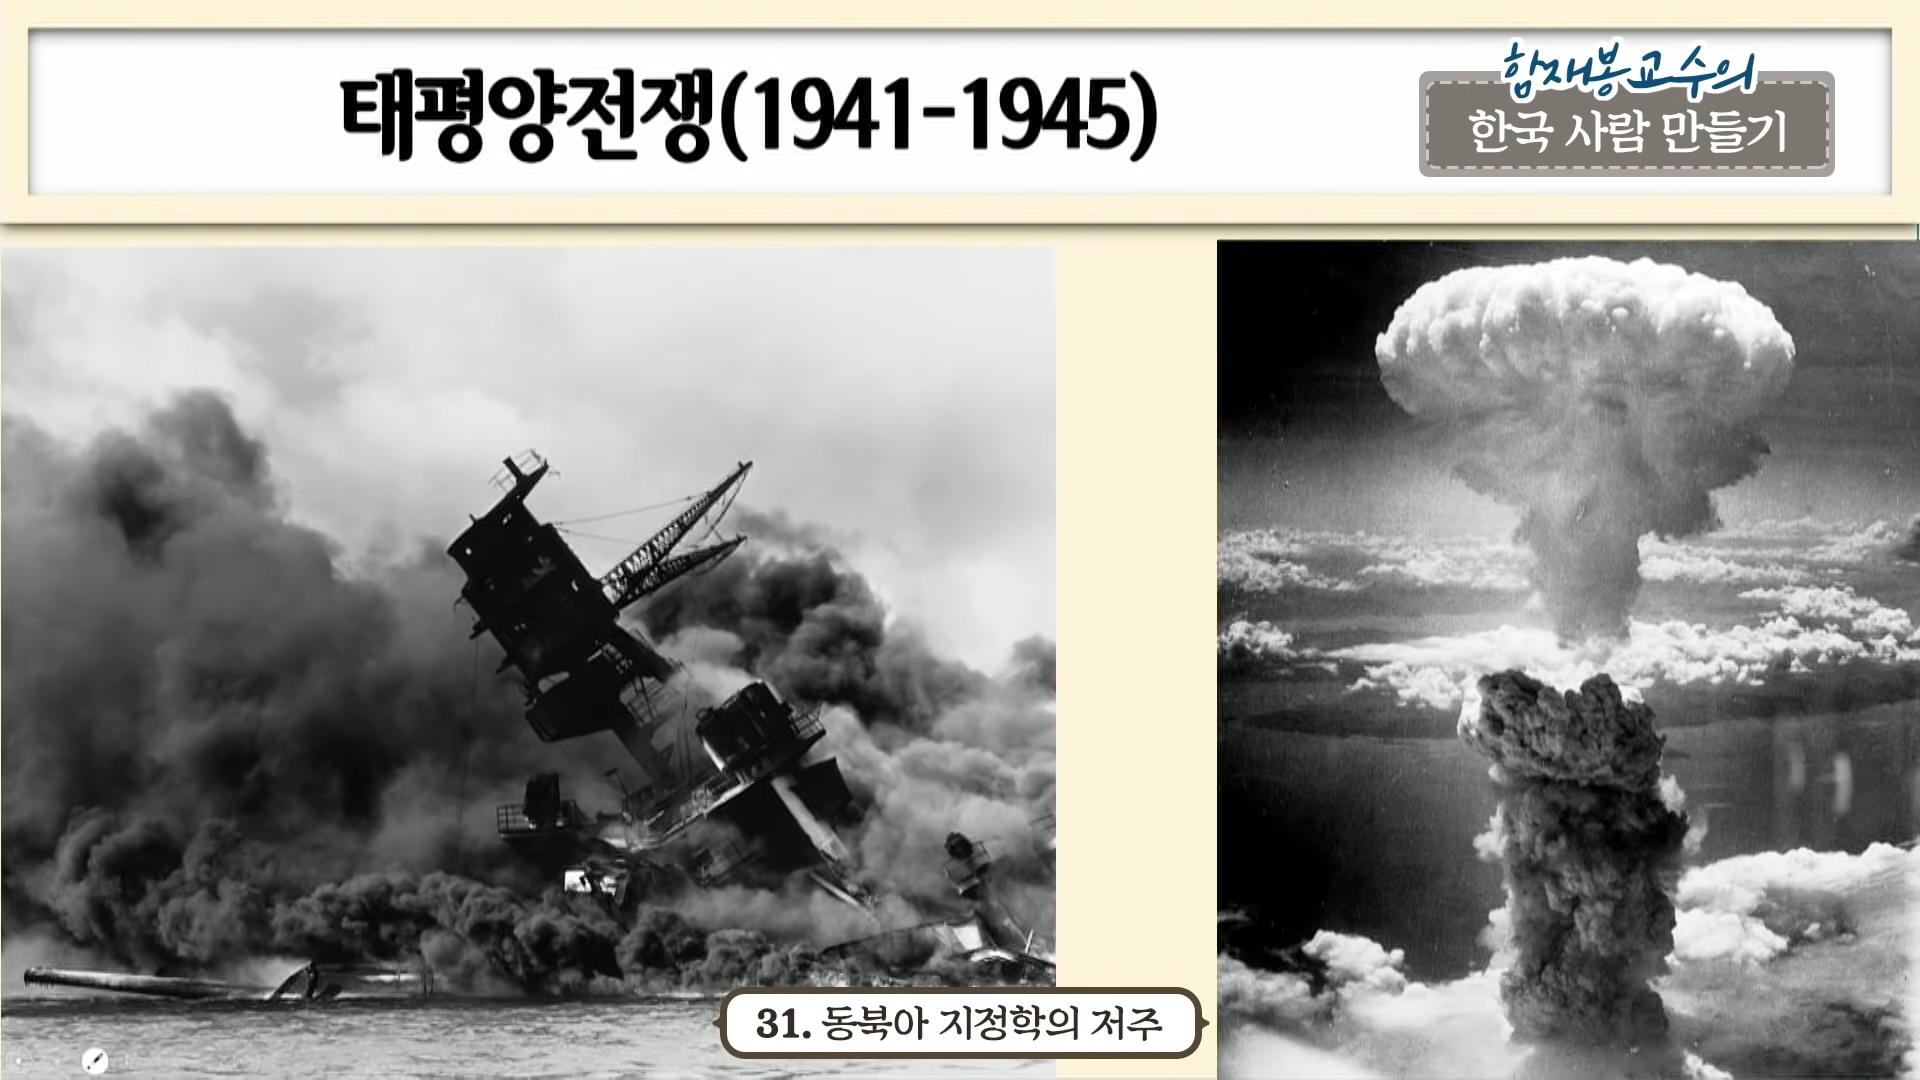 태평양전쟁(1941-1945)
함재봉교수의
한국 사람 만들기
31. 동북아 지정학의 저주